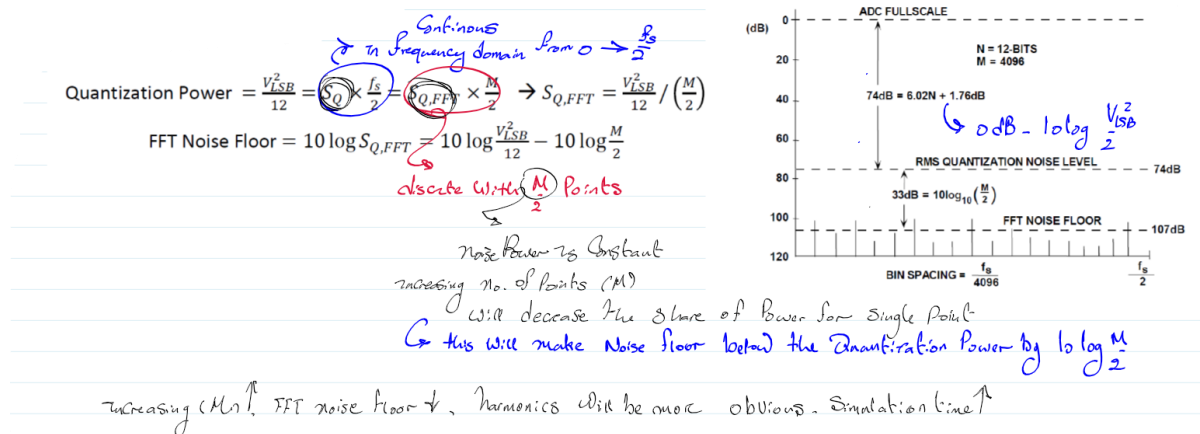 Continous
in frequency domain from 0 → fs/2
Quantization Power = V²LSB/12 = SQ × fs/2 = SQ,FFT × M/2 → SQ,FFT = V²LSB/12 / (M/2)
FFT Noise Floor = 10 log SQ,FFT = 10 log V²LSB/12 − 10 log M/2
discrete with M/2 Points
noise Power is Constant
increasing no. of Points (M)
will decrease the share of Power for single point
this will make Noise floor below the Quantization Power by 10 log M/2
increasing (M) ↑, FFT noise floor ↓, harmonics will be more obvious. Simulation time ↑
ADC FULLSCALE
(dB)
0
N = 12-BITS
M = 4096
20
74dB = 6.02N + 1.76dB
40
0 dB - 10 log V²LSB/2
60
RMS QUANTIZATION NOISE LEVEL
74dB
80
33dB = 10log10(M/2)
100
FFT NOISE FLOOR
107dB
120
BIN SPACING = fs/4096
fs/2